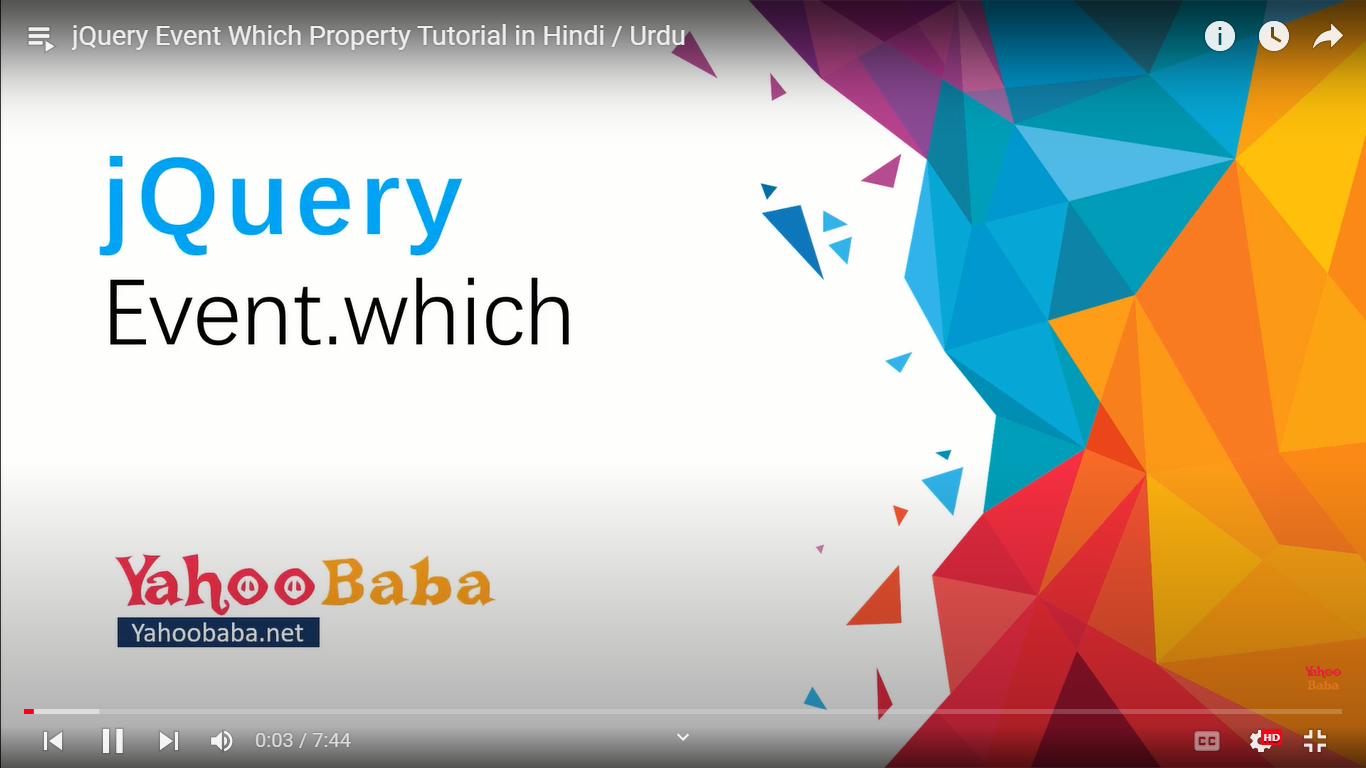 jQuery Event Which Property Tutorial in Hindi / Urdu
jQuery
Event.which
YahooBaba
Yahoobaba.net
Yahoo
Baba
0:03 / 7:44
CC
HD